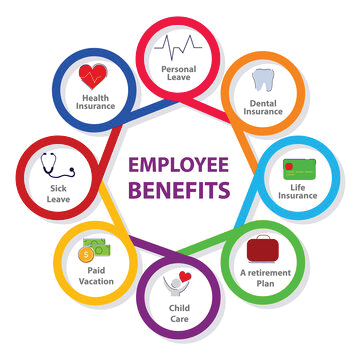 Personal
Leave
Dental
Insurance
Life
Insurance
A retirement
Plan
Child
Care
Paid
Vacation
$
Sick
Leave
Health
Insurance
EMPLOYEE
BENEFITS